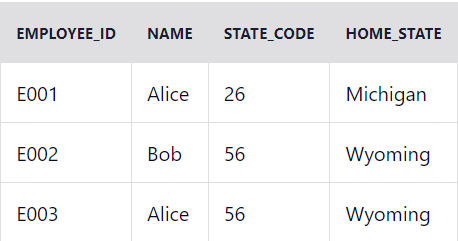 EMPLOYEE_ID NAME STATE_CODE HOME_STATE
E001 Alice 26 Michigan
E002 Bob 56 Wyoming
E003 Alice 56 Wyoming